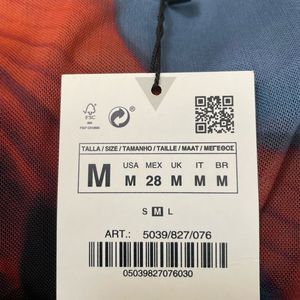 FSC
TALLA / SIZE / TAMANHO / TAILLE / MAAT / ΜΕΓΕΘΟΣ
M
USA MEX UK IT BR
M 28 M M M
S M L
ART.: 5039/827/076
05039827076030